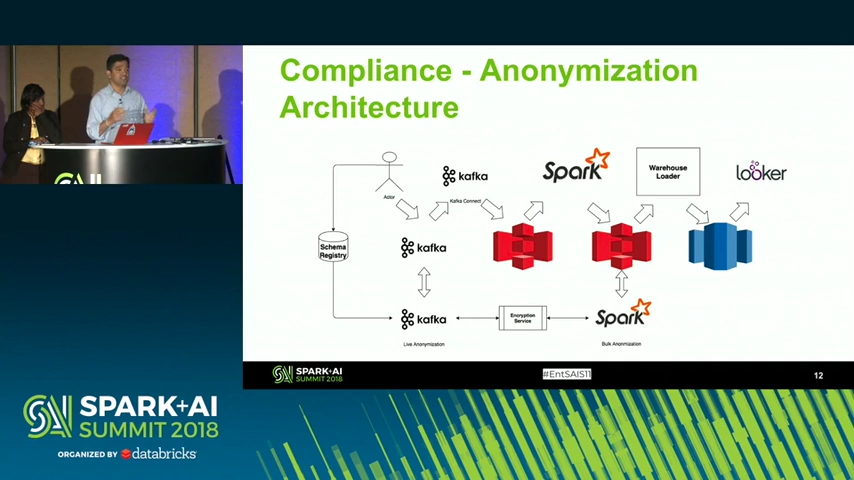 Compliance - Anonymization
Architecture
Actor
kafka
Kafka Connect
Spark
Warehouse
Loader
looker
Schema
Registry
kafka
kafka
Live Anonymization
Encryption
Service
Spark
Bulk Anonimization
SPARK+AI
SUMMIT 2018
#EntSAIS11
12
SPARK+AI
SUMMIT 2018
ORGANIZED BY databricks